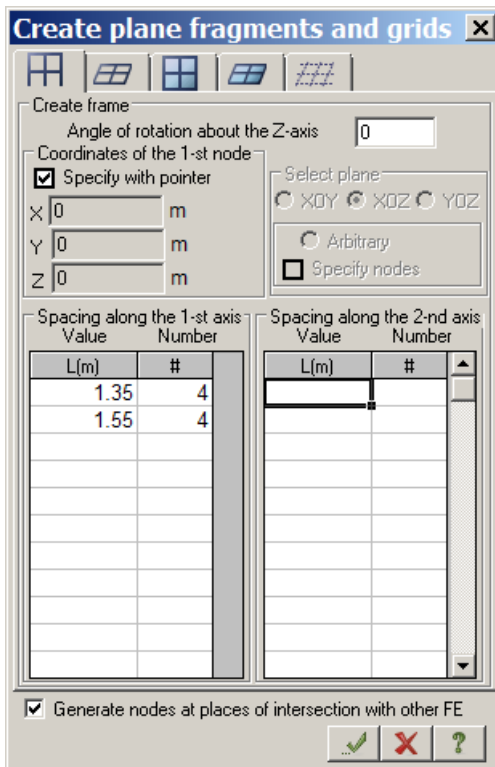 Create plane fragments and grids
Create frame
Angle of rotation about the Z-axis 0
Coordinates of the 1-st node
Specify with pointer
X 0 m
Y 0 m
Z 0 m
Select plane
XOY XOZ YOZ
Arbitrary
Specify nodes
Spacing along the 1-st axis
Value Number
L(m) #
1.35 4
1.55 4
Spacing along the 2-nd axis
Value Number
L(m) #
Generate nodes at places of intersection with other FE
?